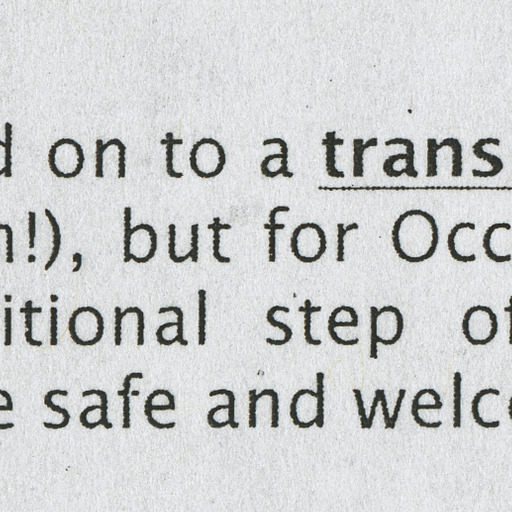 d on to a trans
n!), but for Occ
itional step of
e safe and welc